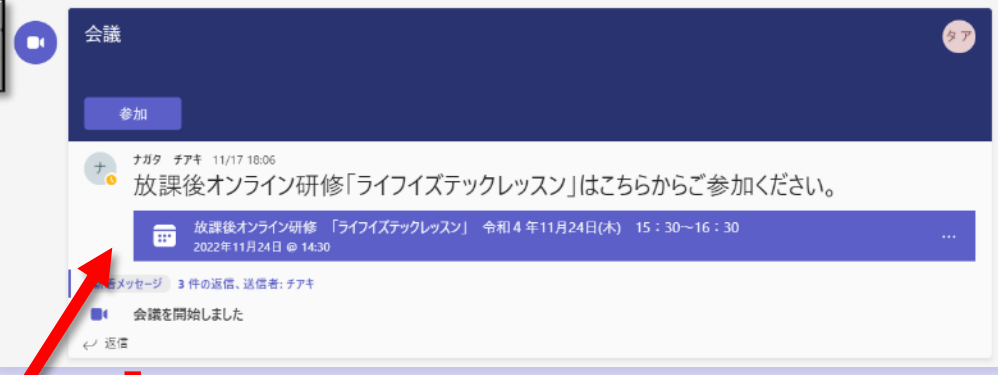 会議
タア
参加
ナガタ チアキ 11/17 18:06
ナ
放課後オンライン研修「ライフイズテックレッスン」はこちらからご参加ください。
放課後オンライン研修 「ライフイズテックレッスン」 令和4年11月24日(木) 15:30～16:30
2022年11月24日 @ 14:30
メッセージ 3 件の返信、送信者: チアキ
会議を開始しました
返信